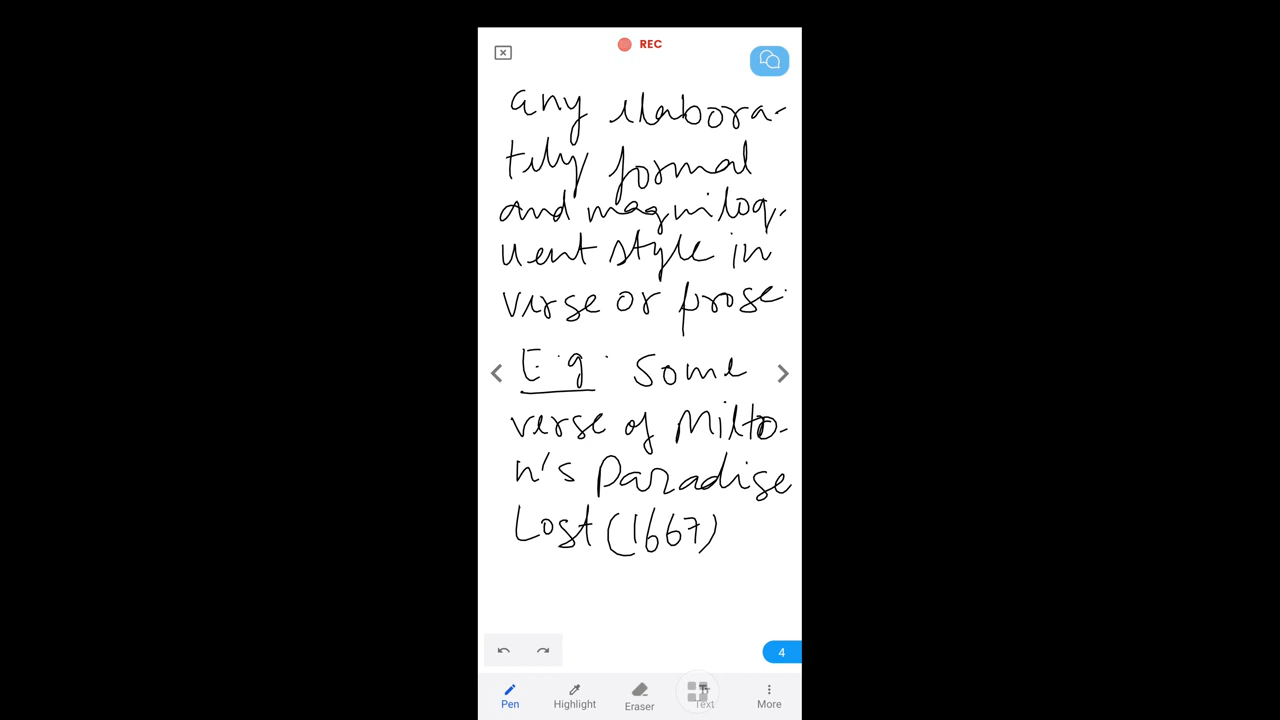 REC
any elabora-
tely formal
and magniloq-
uent style in
verse or prose.
E.g. Some
verse of Milto-
n's Paradise
Lost (1667)
4
Pen Highlight Eraser Text More